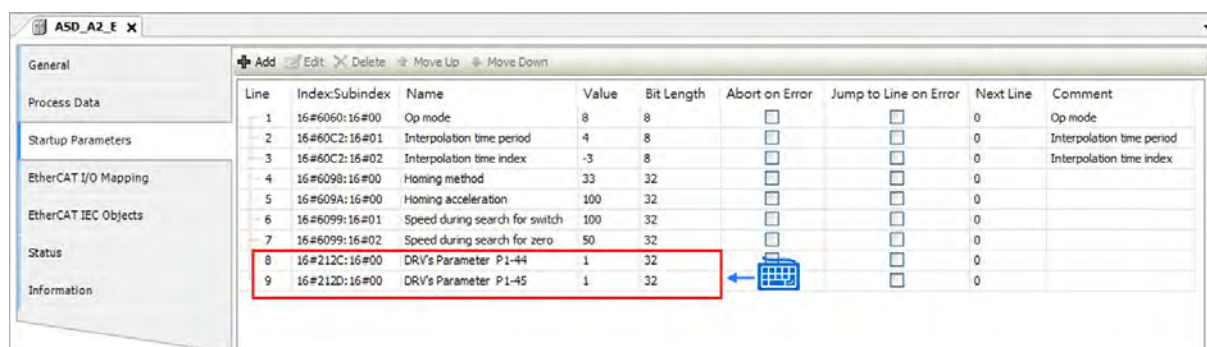 ASD_A2_E X
General
Process Data
Startup Parameters
EtherCAT I/O Mapping
EtherCAT IEC Objects
Status
Information
Add Edit Delete Move Up Move Down
Line Index:Subindex Name Value Bit Length Abort on Error Jump to Line on Error Next Line Comment
1 16#6060:16#00 Op mode 8 8 0 Op mode
2 16#60C2:16#01 Interpolation time period 4 8 0 Interpolation time period
3 16#60C2:16#02 Interpolation time index -3 8 0 Interpolation time index
4 16#6098:16#00 Homing method 33 32 0
5 16#609A:16#00 Homing acceleration 100 32 0
6 16#6099:16#01 Speed during search for switch 100 32 0
7 16#6099:16#02 Speed during search for zero 50 32 0
8 16#212C:16#00 DRV's Parameter P1-44 1 32 0
9 16#212D:16#00 DRV's Parameter P1-45 1 32 0